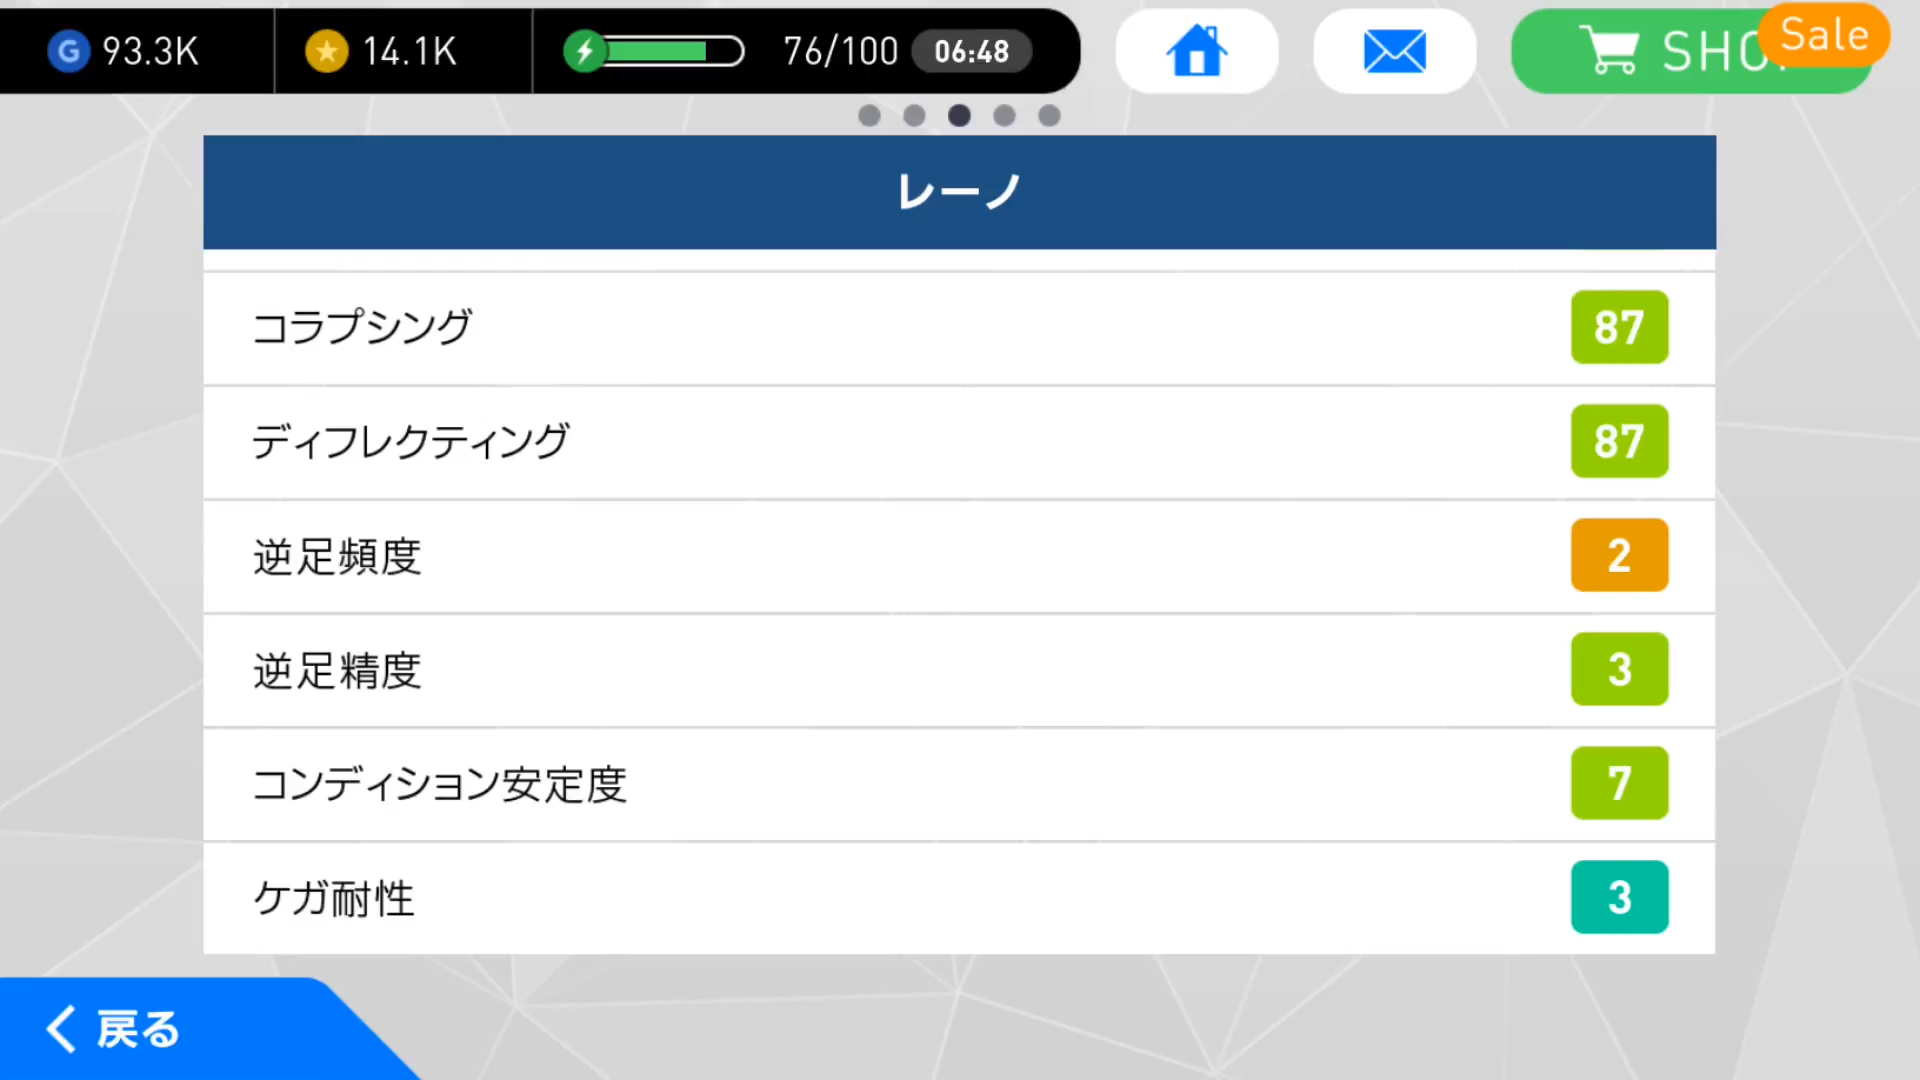 G 93.3K 14.1K 76/100 06:48 Sale
レーノ
コラプシング 87
ディフレクティング 87
逆足頻度 2
逆足精度 3
コンディション安定度 7
ケガ耐性 3
戻る